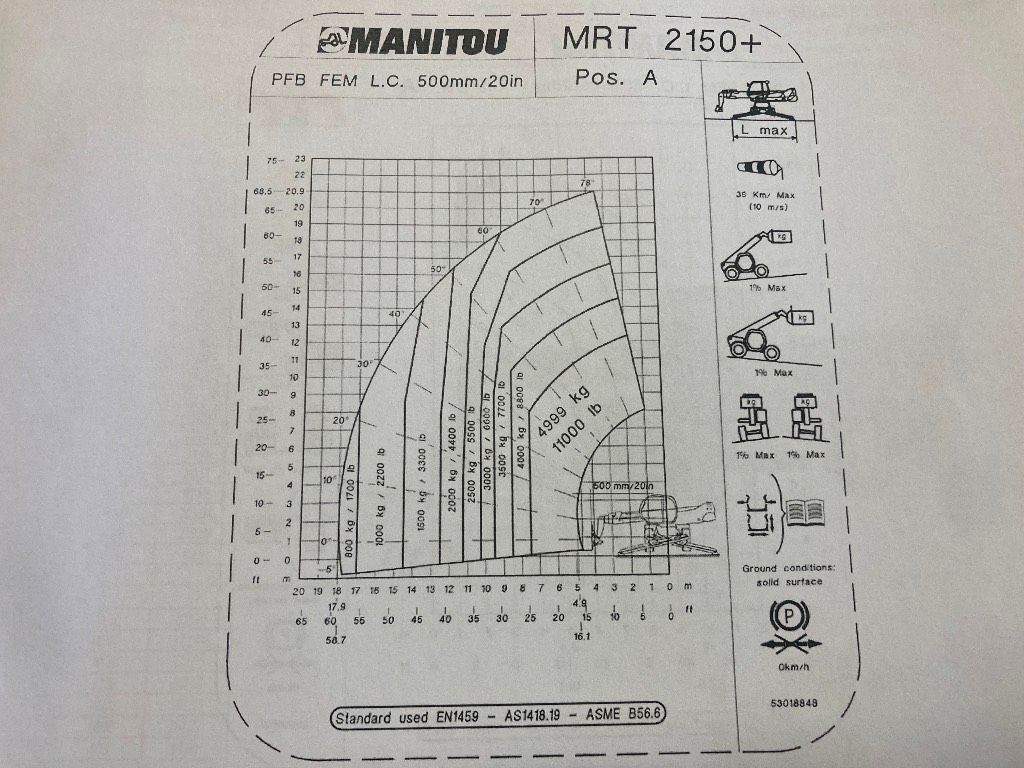 MANITOU
MRT 2150+
PFB FEM L.C. 500mm/20in
Pos. A
L max
36 Km/ Max
(10 m/s)
1% Max
1% Max
kg
kg
kg kg
1% Max 1% Max
Ground conditions:
solid surface
P
0km/h
53018848
75 23
22
68.5 20.9
65 20
19
60 18
17
55 16
50 15
14
45 13
40 12
11
35 10
30 9
8
25 7
20 6
5
15 4
10 3
2
5 1
0 0
ft m
78°
70°
60°
50°
40°
30°
20°
10°
0°
-5°
800 kg / 1700 lb
1000 kg / 2200 lb
1500 kg / 3300 lb
2000 kg / 4400 lb
2500 kg / 5500 lb
3000 kg / 6600 lb
3500 kg / 7700 lb
4000 kg / 8800 lb
4999 kg
11000 lb
500 mm/20in
20 19 18 17 16 15 14 13 12 11 10 9 8 7 6 5 4 3 2 1 0 m
17.9 4.9
65 60 55 50 45 40 35 30 25 20 15 10 5 0 ft
58.7 16.1
Standard used EN1459 - AS1418.19 - ASME B56.6